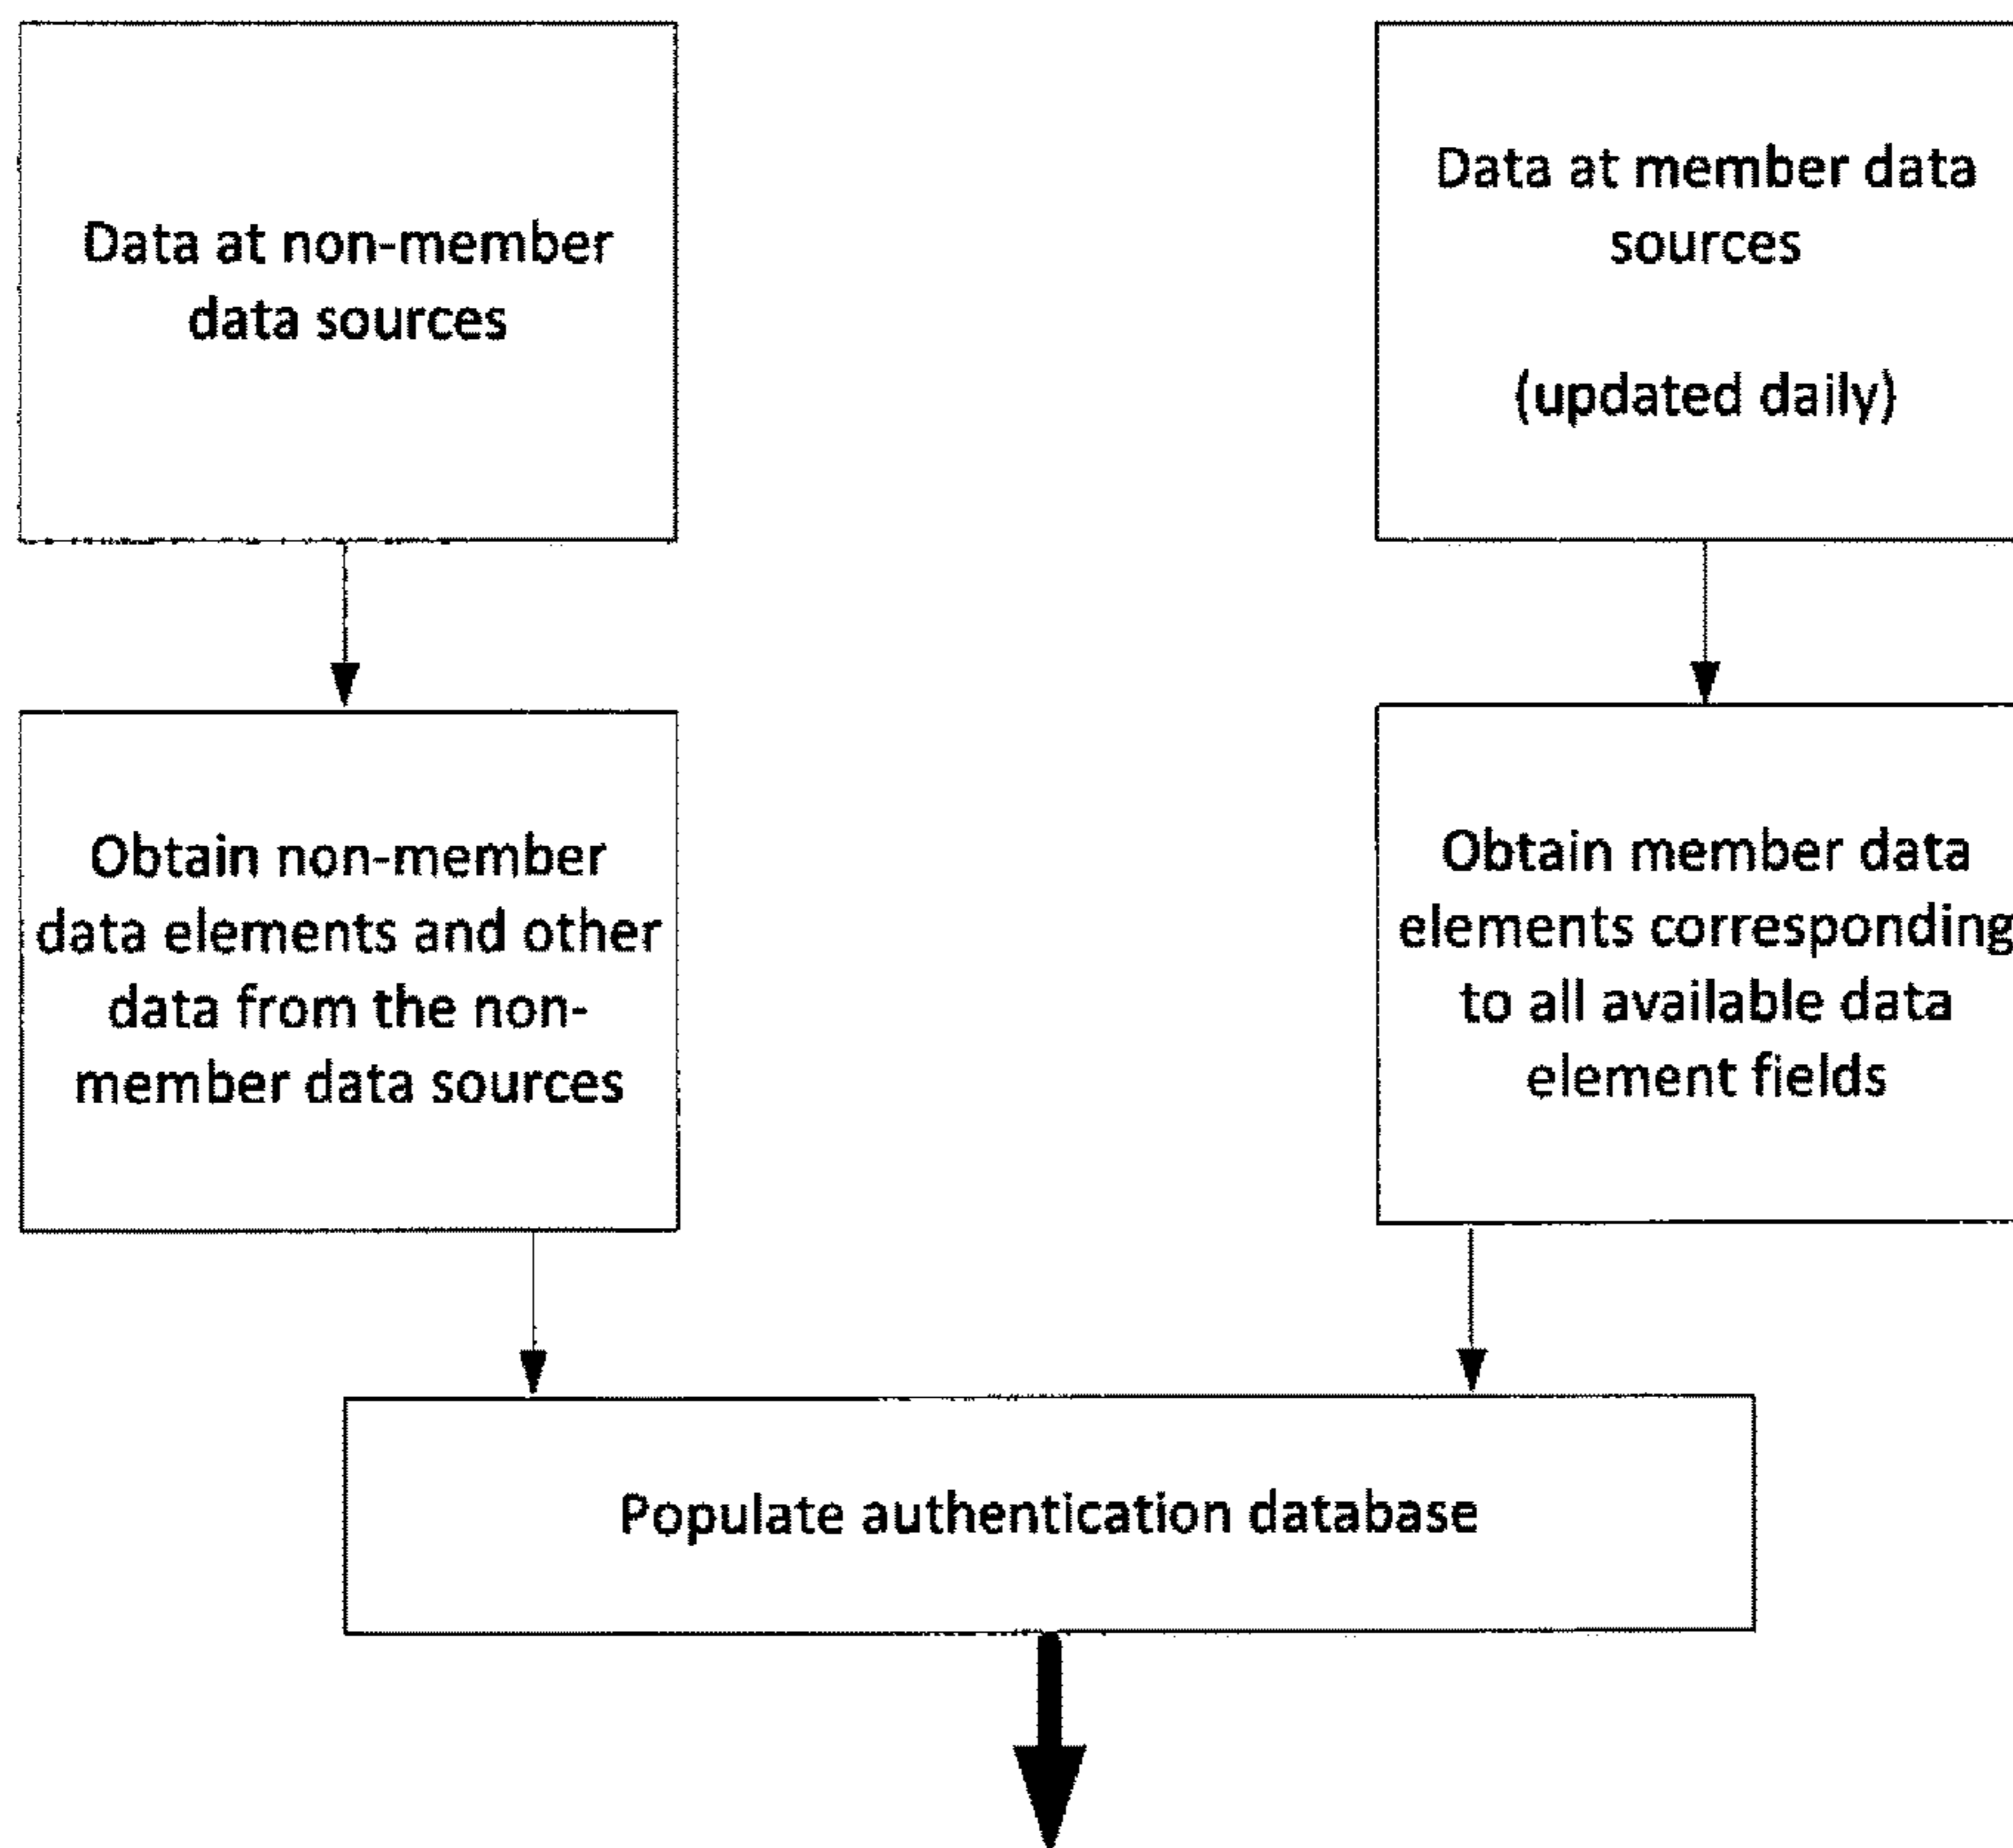 Data at non-member
data sources
Data at member data
sources
(updated daily)
Obtain non-member
data elements and other
data from the non-
member data sources
Obtain member data
elements corresponding
to all available data
element fields
Populate authentication database